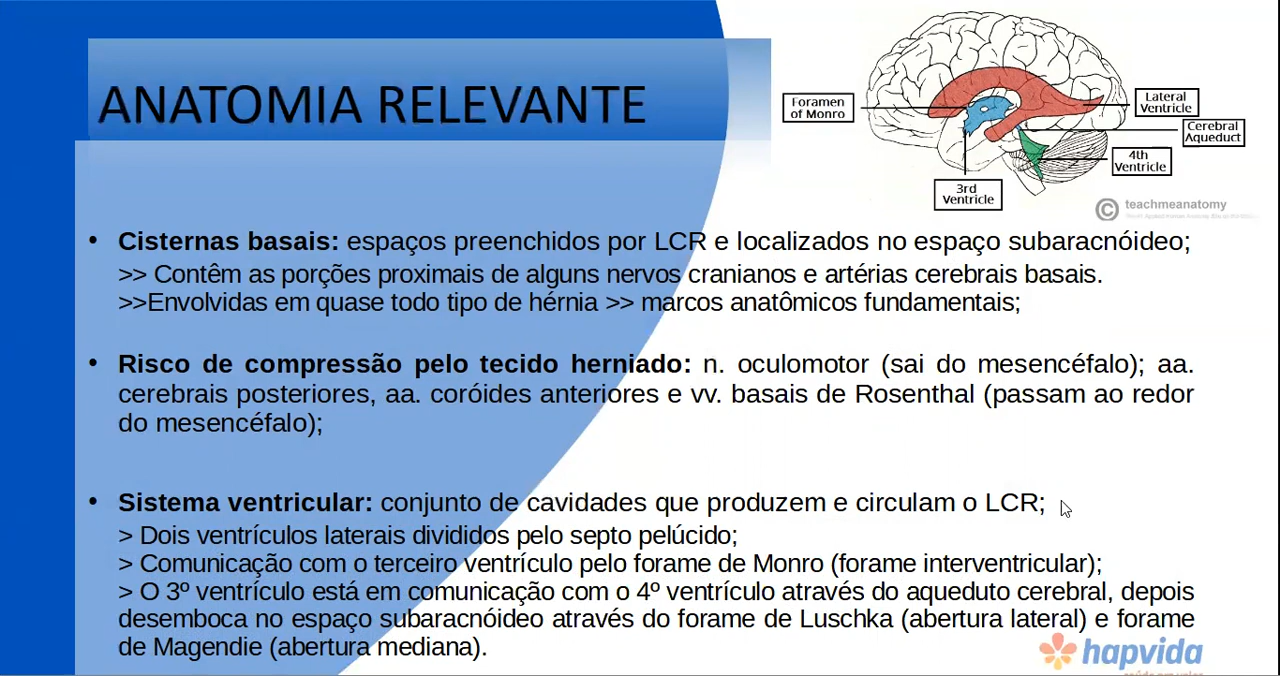 ANATOMIA RELEVANTE
Foramen
of Monro
Lateral
Ventricle
Cerebral
Aqueduct
4th
Ventricle
3rd
Ventricle
© teachmeanatomy
• Cisternas basais: espaços preenchidos por LCR e localizados no espaço subaracnóideo;
>> Contêm as porções proximais de alguns nervos cranianos e artérias cerebrais basais.
>>Envolvidas em quase todo tipo de hérnia >> marcos anatômicos fundamentais;
• Risco de compressão pelo tecido herniado: n. oculomotor (sai do mesencéfalo); aa.
cerebrais posteriores, aa. coróides anteriores e vv. basais de Rosenthal (passam ao redor
do mesencéfalo);
• Sistema ventricular: conjunto de cavidades que produzem e circulam o LCR;
> Dois ventrículos laterais divididos pelo septo pelúcido;
> Comunicação com o terceiro ventrículo pelo forame de Monro (forame interventricular);
> O 3º ventrículo está em comunicação com o 4º ventrículo através do aqueduto cerebral, depois
desemboca no espaço subaracnóideo através do forame de Luschka (abertura lateral) e forame
de Magendie (abertura mediana).
hapvida